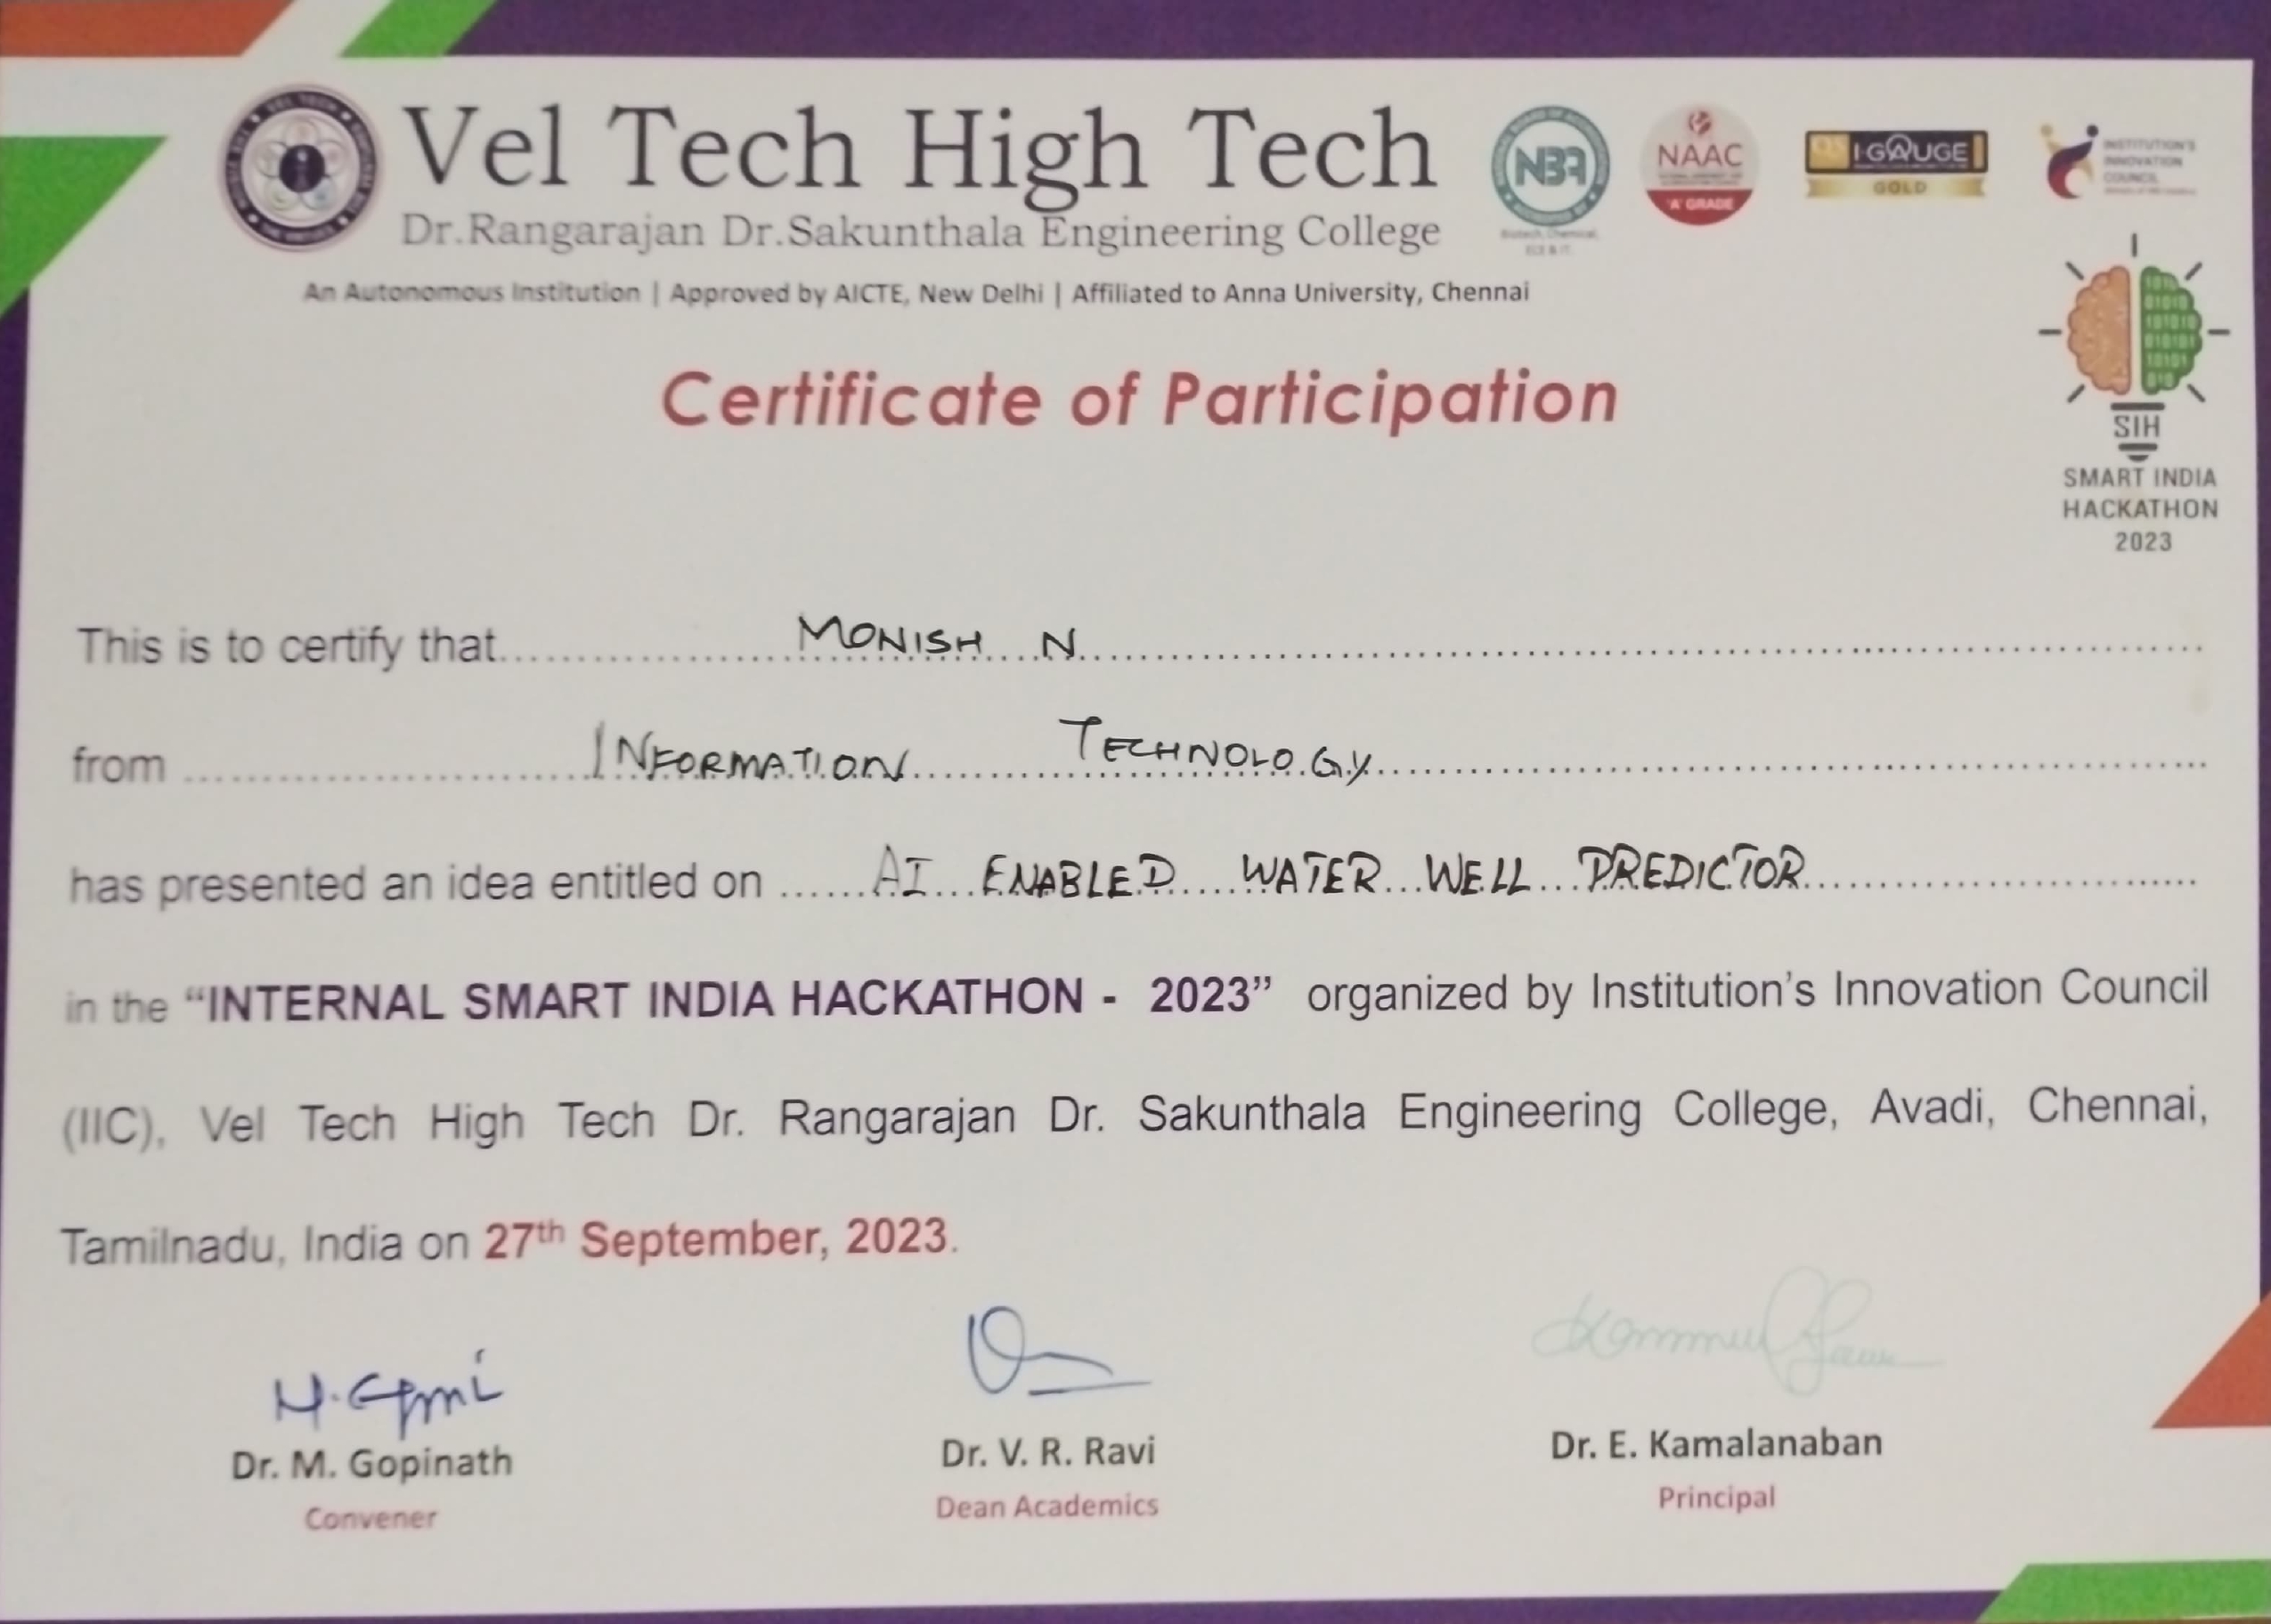 Vel Tech High Tech
Dr.Rangarajan Dr.Sakunthala Engineering College
An Autonomous Institution | Approved by AICTE, New Delhi | Affiliated to Anna University, Chennai
NBA
NAAC
'A' GRADE
QS I·GAUGE
GOLD
INSTITUTION'S
INNOVATION
COUNCIL
Certificate of Participation
SIH
SMART INDIA
HACKATHON
2023
This is to certify that MONISH N
from INFORMATION TECHNOLOGY
has presented an idea entitled on AI ENABLED WATER WELL PREDICTOR
in the “INTERNAL SMART INDIA HACKATHON - 2023” organized by Institution’s Innovation Council
(IIC), Vel Tech High Tech Dr. Rangarajan Dr. Sakunthala Engineering College, Avadi, Chennai,
Tamilnadu, India on 27th September, 2023.
Dr. M. Gopinath
Convener
Dr. V. R. Ravi
Dean Academics
Dr. E. Kamalanaban
Principal